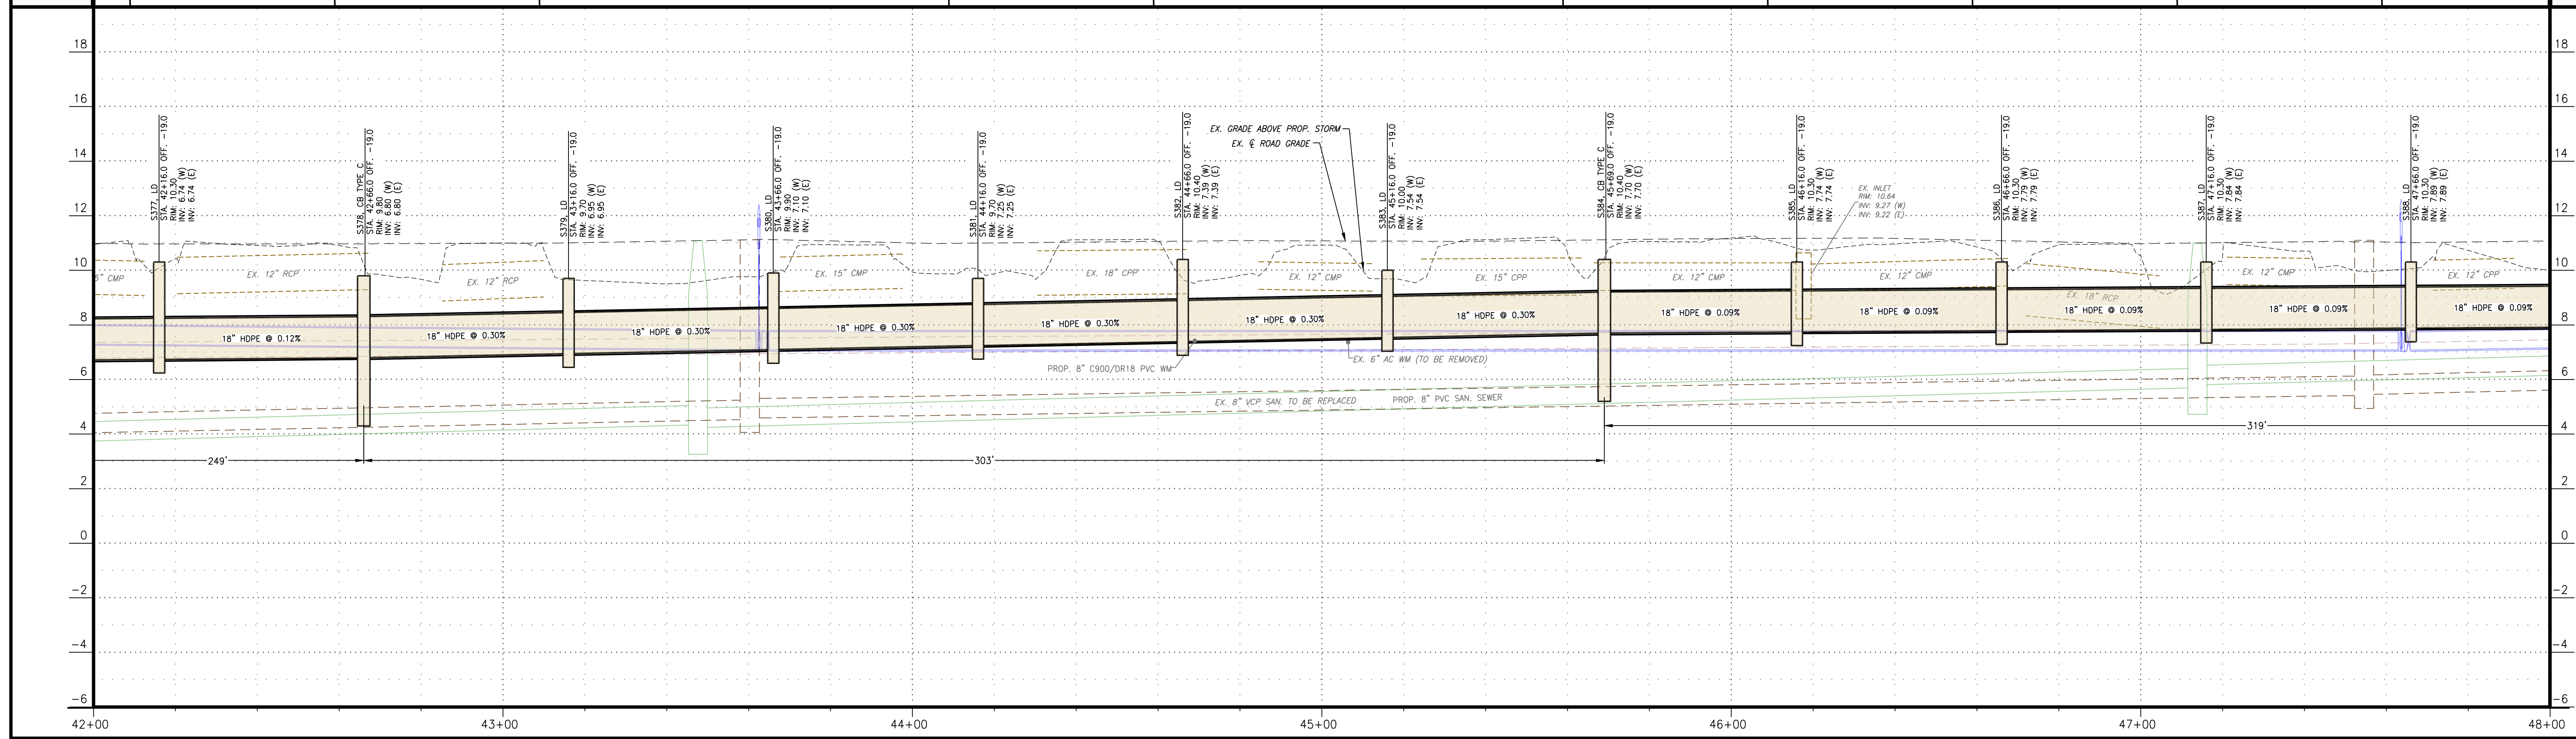 18
16
14
12
10
8
6
4
2
0
-2
-4
-6
18
16
14
12
10
8
6
4
2
0
-2
-4
-6
42+00
43+00
44+00
45+00
46+00
47+00
48+00
S377, LD
STA. 42+16.0 OFF. -19.0
RIM: 10.30
INV: 6.74 (W)
INV: 6.74 (E)
S378, CB TYPE C
STA. 42+66.0 OFF. -19.0
RIM: 9.80
INV: 6.80 (W)
INV: 6.80 (E)
S379, LD
STA. 43+16.0 OFF. -19.0
RIM: 9.70
INV: 6.95 (W)
INV: 6.95 (E)
S380, LD
STA. 43+66.0 OFF. -19.0
RIM: 9.90
INV: 7.10 (W)
INV: 7.10 (E)
S381, LD
STA. 44+16.0 OFF. -19.0
RIM: 9.70
INV: 7.25 (W)
INV: 7.25 (E)
S382, LD
STA. 44+66.0 OFF. -19.0
RIM: 10.40
INV: 7.39 (W)
INV: 7.39 (E)
EX. GRADE ABOVE PROP. STORM
EX. ℄ ROAD GRADE
S383, LD
STA. 45+16.0 OFF. -19.0
RIM: 10.00
INV: 7.54 (W)
INV: 7.54 (E)
S384, CB TYPE C
STA. 45+69.0 OFF. -19.0
RIM: 10.40
INV: 7.70 (W)
INV: 7.70 (E)
S385, LD
STA. 46+16.0 OFF. -19.0
RIM: 10.30
INV: 7.74 (W)
INV: 7.74 (E)
EX. INLET
RIM: 10.64
INV: 9.27 (W)
INV: 9.22 (E)
S386, LD
STA. 46+66.0 OFF. -19.0
RIM: 10.30
INV: 7.79 (W)
INV: 7.79 (E)
S387, LD
STA. 47+16.0 OFF. -19.0
RIM: 10.30
INV: 7.84 (W)
INV: 7.84 (E)
S388, LD
STA. 47+66.0 OFF. -19.0
RIM: 10.30
INV: 7.89 (W)
INV: 7.89 (E)
" CMP
EX. 12" RCP
EX. 12" RCP
EX. 15" CMP
EX. 18" CPP
EX. 12" CMP
EX. 15" CPP
EX. 12" CMP
EX. 12" CMP
EX. 18" RCP
EX. 12" CMP
EX. 12" CPP
18" HDPE @ 0.12%
18" HDPE @ 0.30%
18" HDPE @ 0.30%
18" HDPE @ 0.30%
18" HDPE @ 0.30%
18" HDPE @ 0.30%
18" HDPE @ 0.30%
18" HDPE @ 0.09%
18" HDPE @ 0.09%
18" HDPE @ 0.09%
18" HDPE @ 0.09%
18" HDPE @ 0.09%
EX. 6" AC WM (TO BE REMOVED)
PROP. 8" C900/DR18 PVC WM
EX. 8" VCP SAN. TO BE REPLACED
PROP. 8" PVC SAN. SEWER
249'
303'
319'